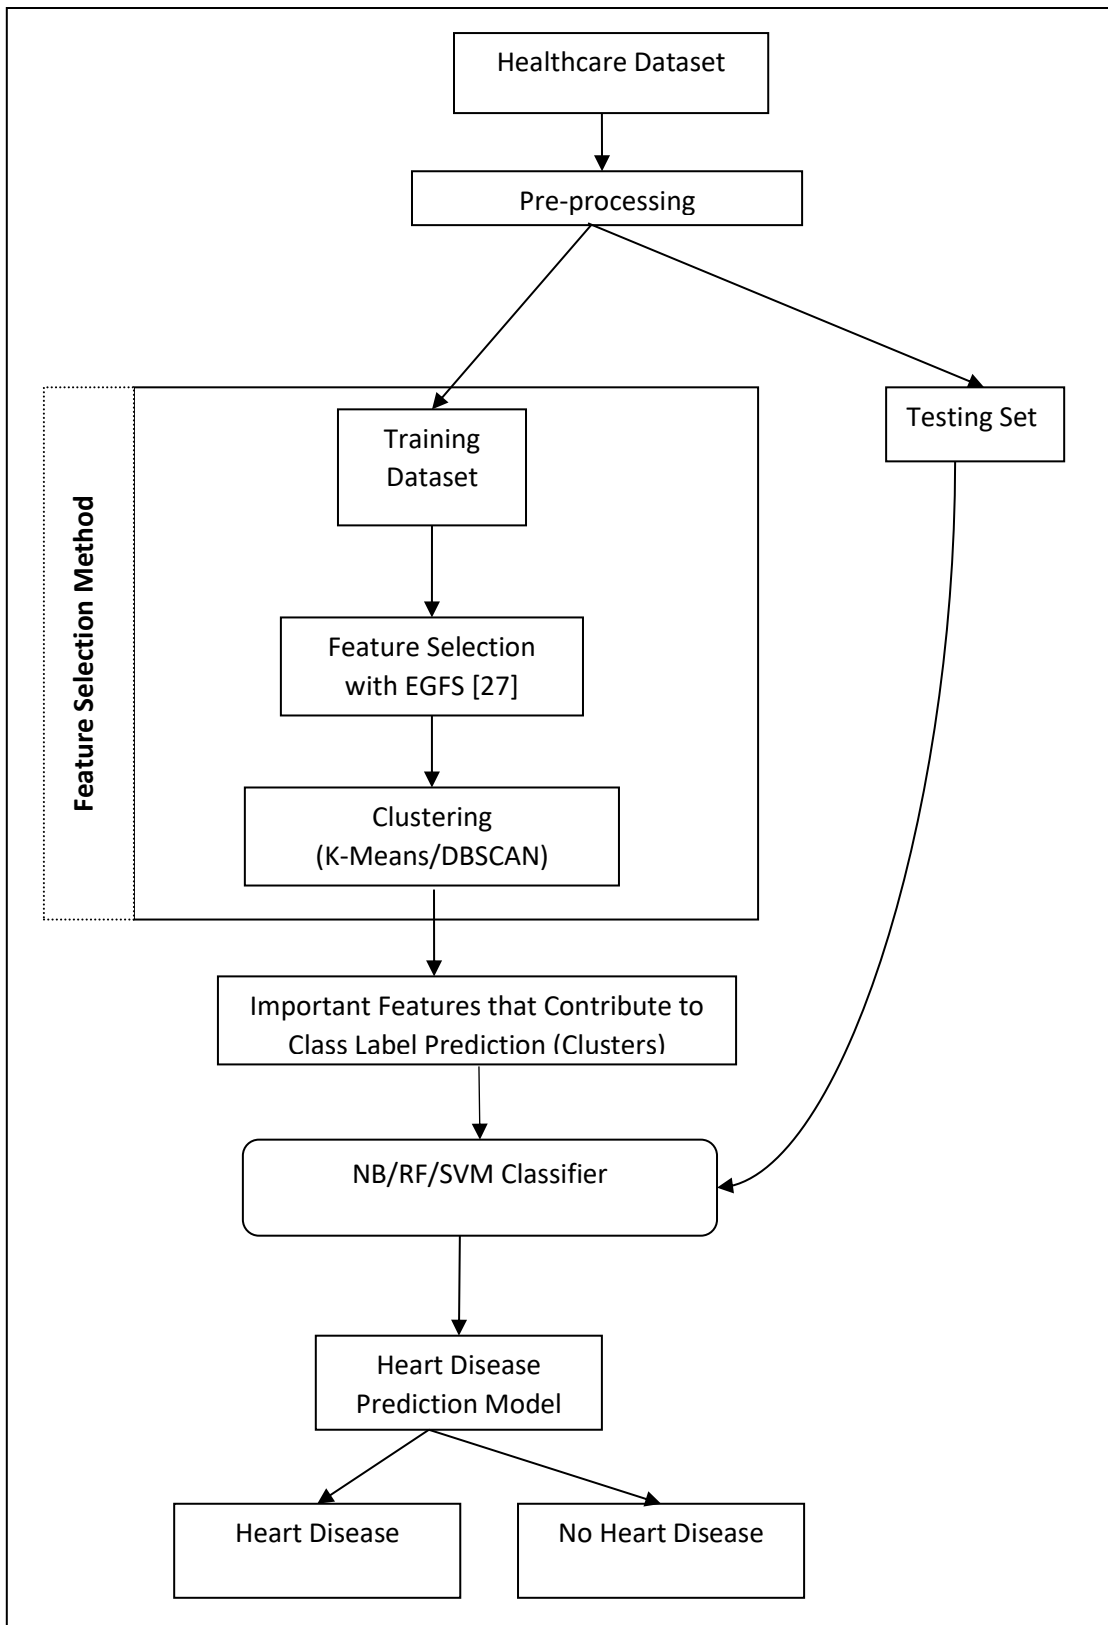 Healthcare Dataset
Pre-processing
Training
Dataset
Testing Set
Feature Selection Method
Feature Selection
with EGFS [27]
Clustering
(K-Means/DBSCAN)
Important Features that Contribute to
Class Label Prediction (Clusters)
NB/RF/SVM Classifier
Heart Disease
Prediction Model
Heart Disease
No Heart Disease